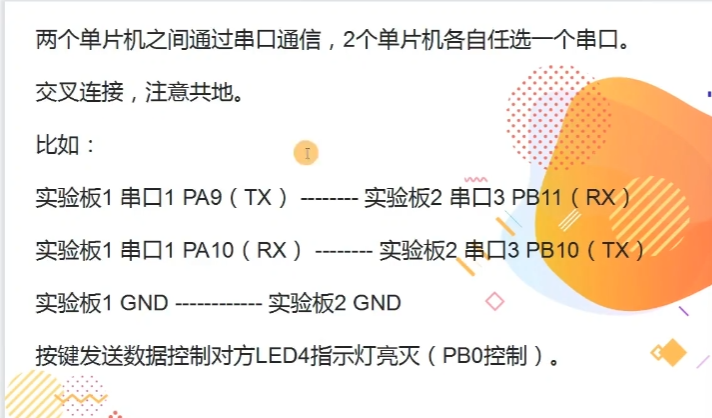 两个单片机之间通过串口通信，2个单片机各自任选一个串口。
交叉连接，注意共地。
比如：
实验板1 串口1 PA9（TX） -------- 实验板2 串口3 PB11（RX）
实验板1 串口1 PA10（RX） -------- 实验板2 串口3 PB10（TX）
实验板1 GND ------------ 实验板2 GND
按键发送数据控制对方LED4指示灯亮灭（PB0控制）。